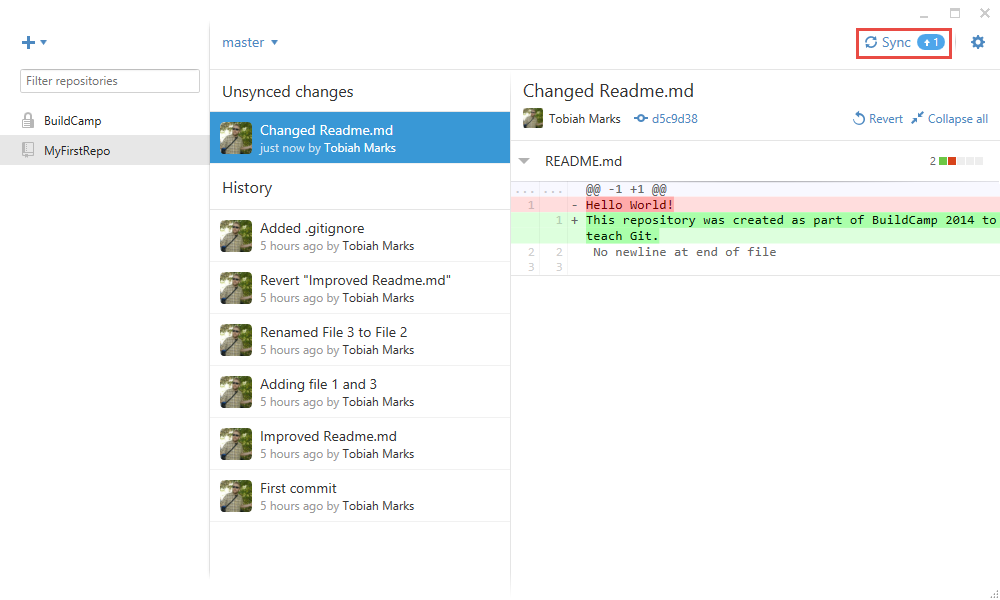 master
Sync 1
Filter repositories
BuildCamp
MyFirstRepo
Unsynced changes
Changed Readme.md
just now by Tobiah Marks
History
Added .gitignore
5 hours ago by Tobiah Marks
Revert "Improved Readme.md"
5 hours ago by Tobiah Marks
Renamed File 3 to File 2
5 hours ago by Tobiah Marks
Adding file 1 and 3
5 hours ago by Tobiah Marks
Improved Readme.md
5 hours ago by Tobiah Marks
First commit
5 hours ago by Tobiah Marks
Changed Readme.md
Tobiah Marks d5c9d38 Revert Collapse all
README.md 2
... ... @@ -1 +1 @@
1 - Hello World!
1 + This repository was created as part of BuildCamp 2014 to
teach Git.
2 2 No newline at end of file
3 3